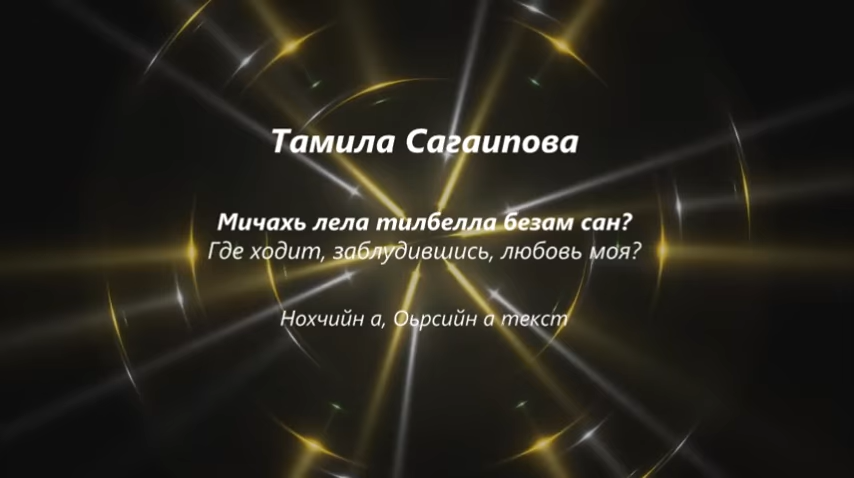 Тамила Сагаипова
Мичахь лела тилбелла безам сан?
Где ходит, заблудившись, любовь моя?
Нохчийн а, Оьрсийн а текст